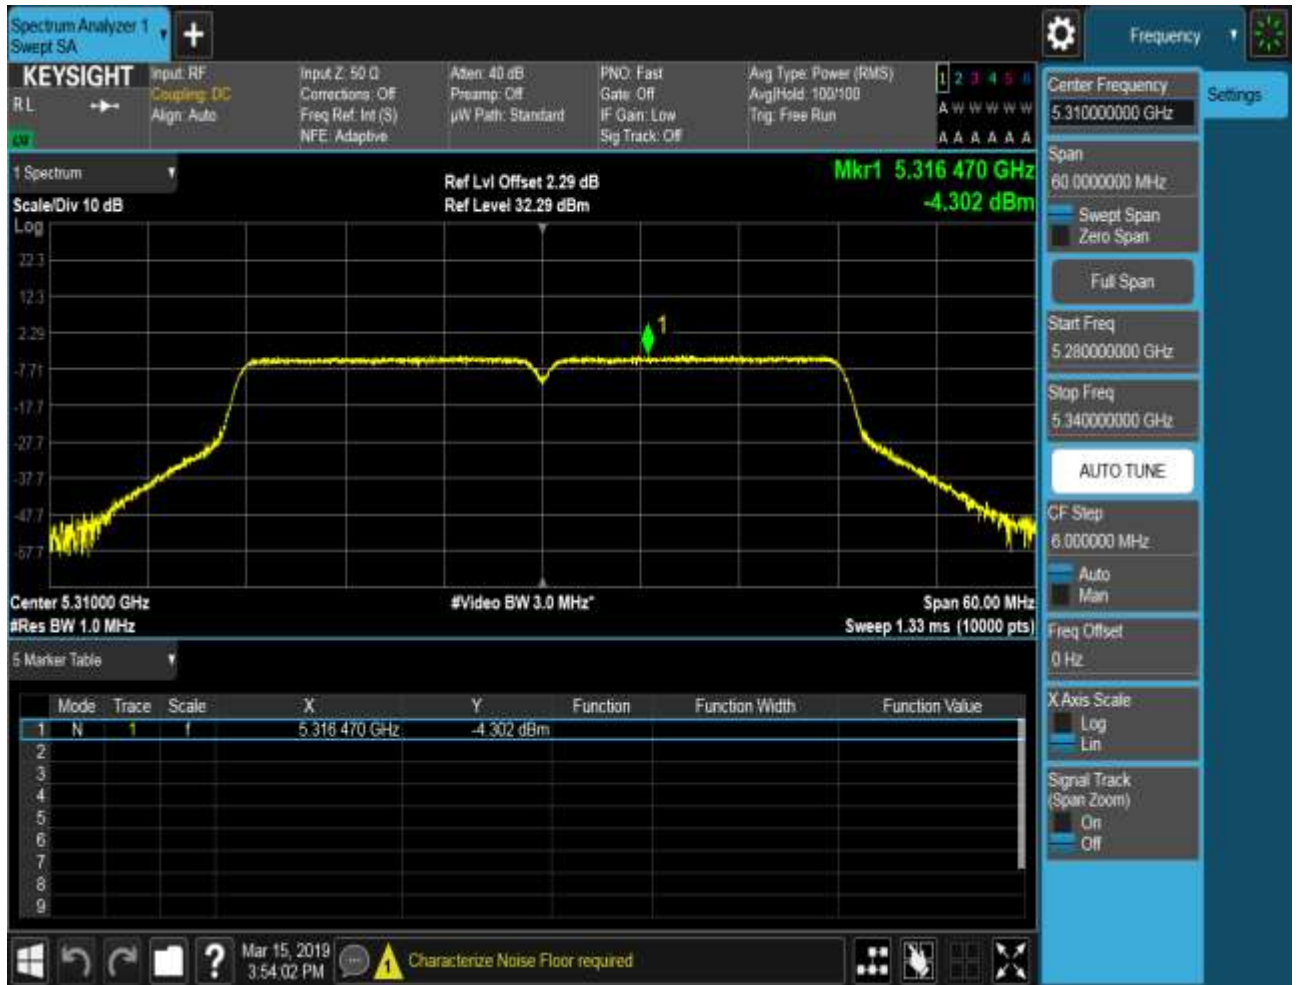 Spectrum Analyzer 1
Swept SA
+
Frequency
KEYSIGHT
RL
Input: RF
Coupling: DC
Align: Auto
Input Z: 50 Ω
Corrections: Off
Freq Ref: Int (S)
NFE: Adaptive
Atten: 40 dB
Preamp: Off
µW Path: Standard
PNO: Fast
Gate: Off
IF Gain: Low
Sig Track: Off
Avg Type: Power (RMS)
Avg|Hold: 100/100
Trig: Free Run
1 2 3 4 5 6
A W W W W W
A A A A A A
1 Spectrum
Scale/Div 10 dB
Ref Lvl Offset 2.29 dB
Ref Level 32.29 dBm
Mkr1 5.316 470 GHz
-4.302 dBm
Log
22.3
12.3
2.29
-7.71
-17.7
-27.7
-37.7
-47.7
-57.7
1
Center 5.31000 GHz
#Res BW 1.0 MHz
#Video BW 3.0 MHz*
Span 60.00 MHz
Sweep 1.33 ms (10000 pts)
5 Marker Table
Mode Trace Scale X Y Function Function Width Function Value
1 N 1 f 5.316 470 GHz -4.302 dBm
2
3
4
5
6
7
8
9
Center Frequency
5.310000000 GHz
Settings
Span
60.0000000 MHz
Swept Span
Zero Span
Full Span
Start Freq
5.280000000 GHz
Stop Freq
5.340000000 GHz
AUTO TUNE
CF Step
6.000000 MHz
Auto
Man
Freq Offset
0 Hz
X Axis Scale
Log
Lin
Signal Track
(Span Zoom)
On
Off
?
Mar 15, 2019
3:54:02 PM
1
Characterize Noise Floor required